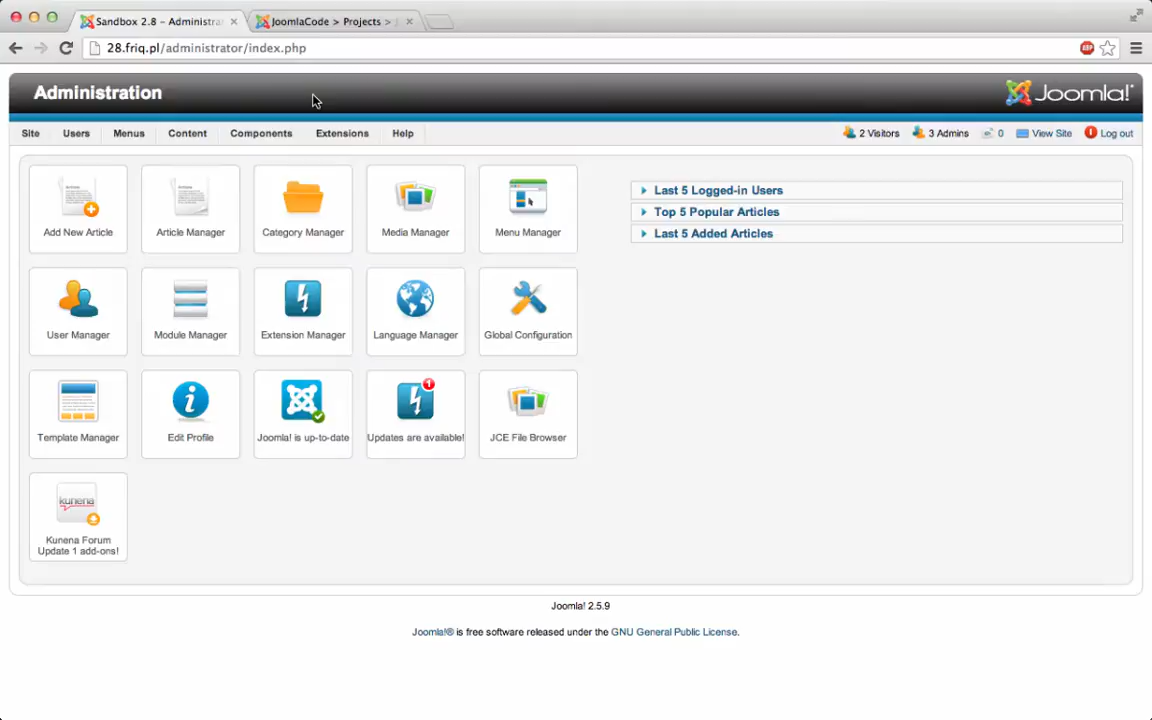 Sandbox 2.8 - Administra
JoomlaCode > Projects >
28.friq.pl/administrator/index.php
ABP
Administration
Joomla!
Site Users Menus Content Components Extensions Help
2 Visitors 3 Admins 0 View Site Log out
Add New Article
Article Manager
Category Manager
Media Manager
Menu Manager
Last 5 Logged-in Users
Top 5 Popular Articles
Last 5 Added Articles
User Manager
Module Manager
Extension Manager
Language Manager
Global Configuration
Template Manager
Edit Profile
Joomla! is up-to-date
1
Updates are available!
JCE File Browser
kunena
Kunena Forum
Update 1 add-ons!
Joomla! 2.5.9
Joomla!® is free software released under the GNU General Public License.